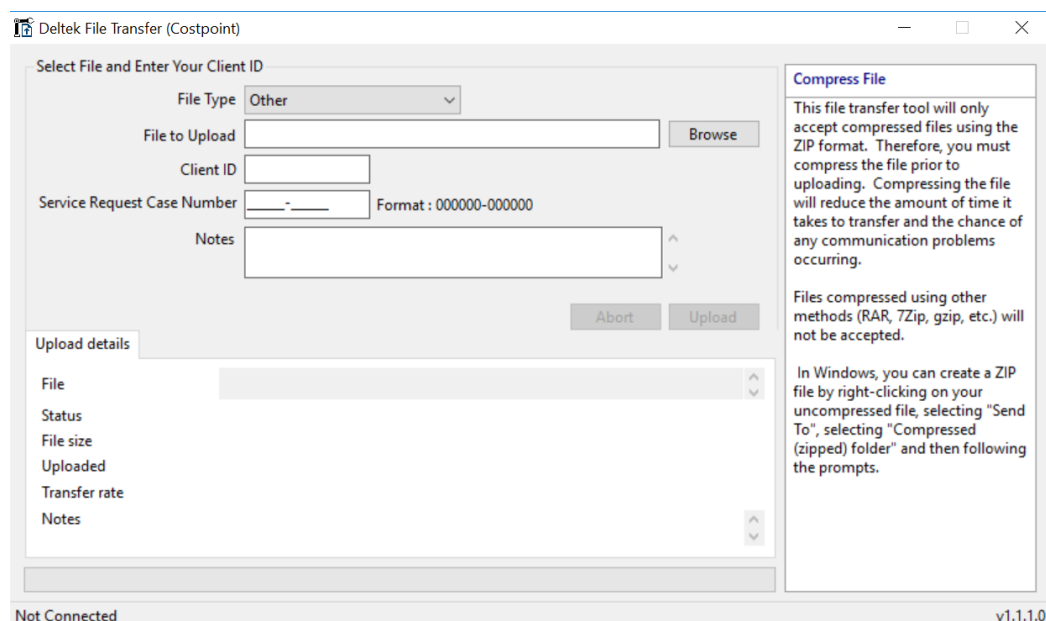 Deltek File Transfer (Costpoint)
Select File and Enter Your Client ID
File Type Other
File to Upload Browse
Client ID
Service Request Case Number _____-_____ Format : 000000-000000
Notes
Abort Upload
Upload details
File
Status
File size
Uploaded
Transfer rate
Notes
Compress File
This file transfer tool will only
accept compressed files using the
ZIP format.  Therefore, you must
compress the file prior to
uploading.  Compressing the file
will reduce the amount of time it
takes to transfer and the chance of
any communication problems
occurring.
Files compressed using other
methods (RAR, 7Zip, gzip, etc.) will
not be accepted.
In Windows, you can create a ZIP
file by right-clicking on your
uncompressed file, selecting "Send
To", selecting "Compressed
(zipped) folder" and then following
the prompts.
Not Connected v1.1.1.0